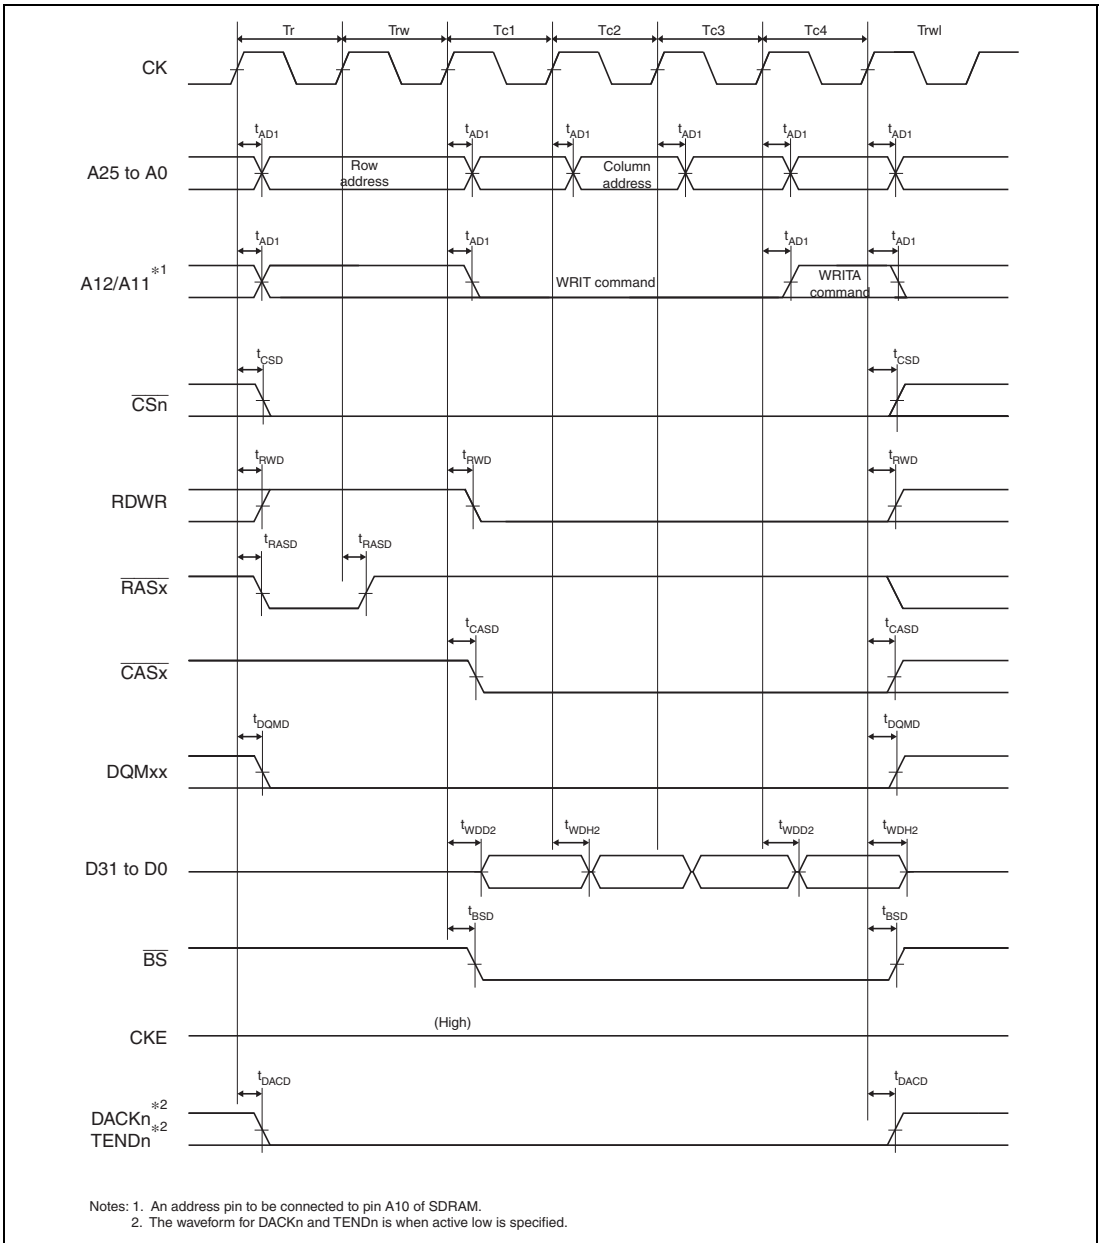 Tr Trw Tc1 Tc2 Tc3 Tc4 Trwl
CK
tAD1 tAD1 tAD1 tAD1 tAD1 tAD1
A25 to A0
Row address
Column address
tAD1 tAD1 tAD1 tAD1
A12/A11*1
WRIT command
WRITA command
tCSD tCSD
CSn
tRWD tRWD tRWD
RDWR
tRASD tRASD
RASx
tCASD tCASD
CASx
tDQMD tDQMD
DQMxx
tWDD2 tWDH2 tWDD2 tWDH2
D31 to D0
tBSD tBSD
BS
(High)
CKE
tDACD tDACD
DACKn*2
TENDn*2
Notes: 1. An address pin to be connected to pin A10 of SDRAM.
2. The waveform for DACKn and TENDn is when active low is specified.